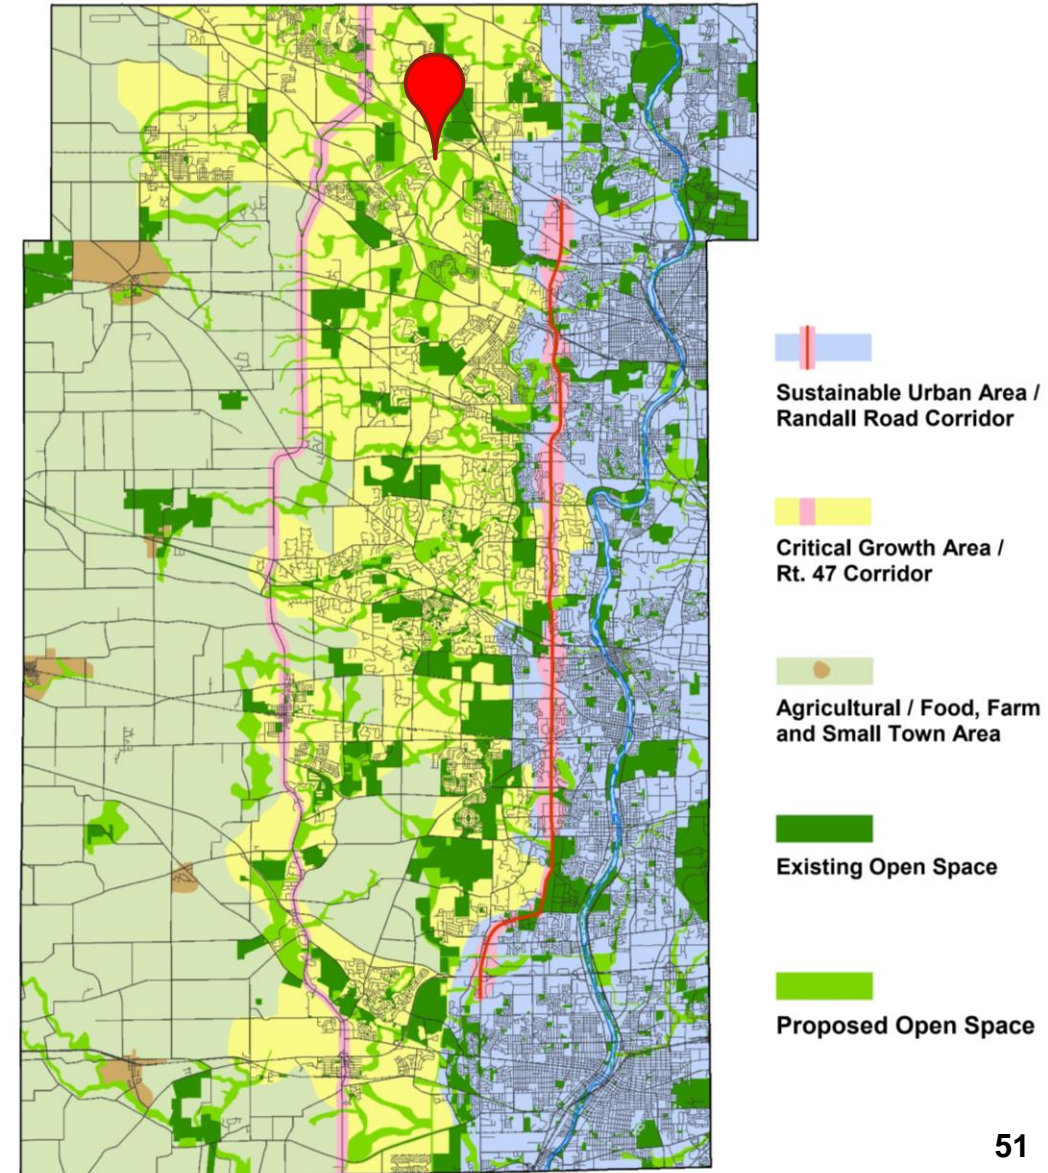 Sustainable Urban Area /
Randall Road Corridor
Critical Growth Area /
Rt. 47 Corridor
Agricultural / Food, Farm
and Small Town Area
Existing Open Space
Proposed Open Space
51